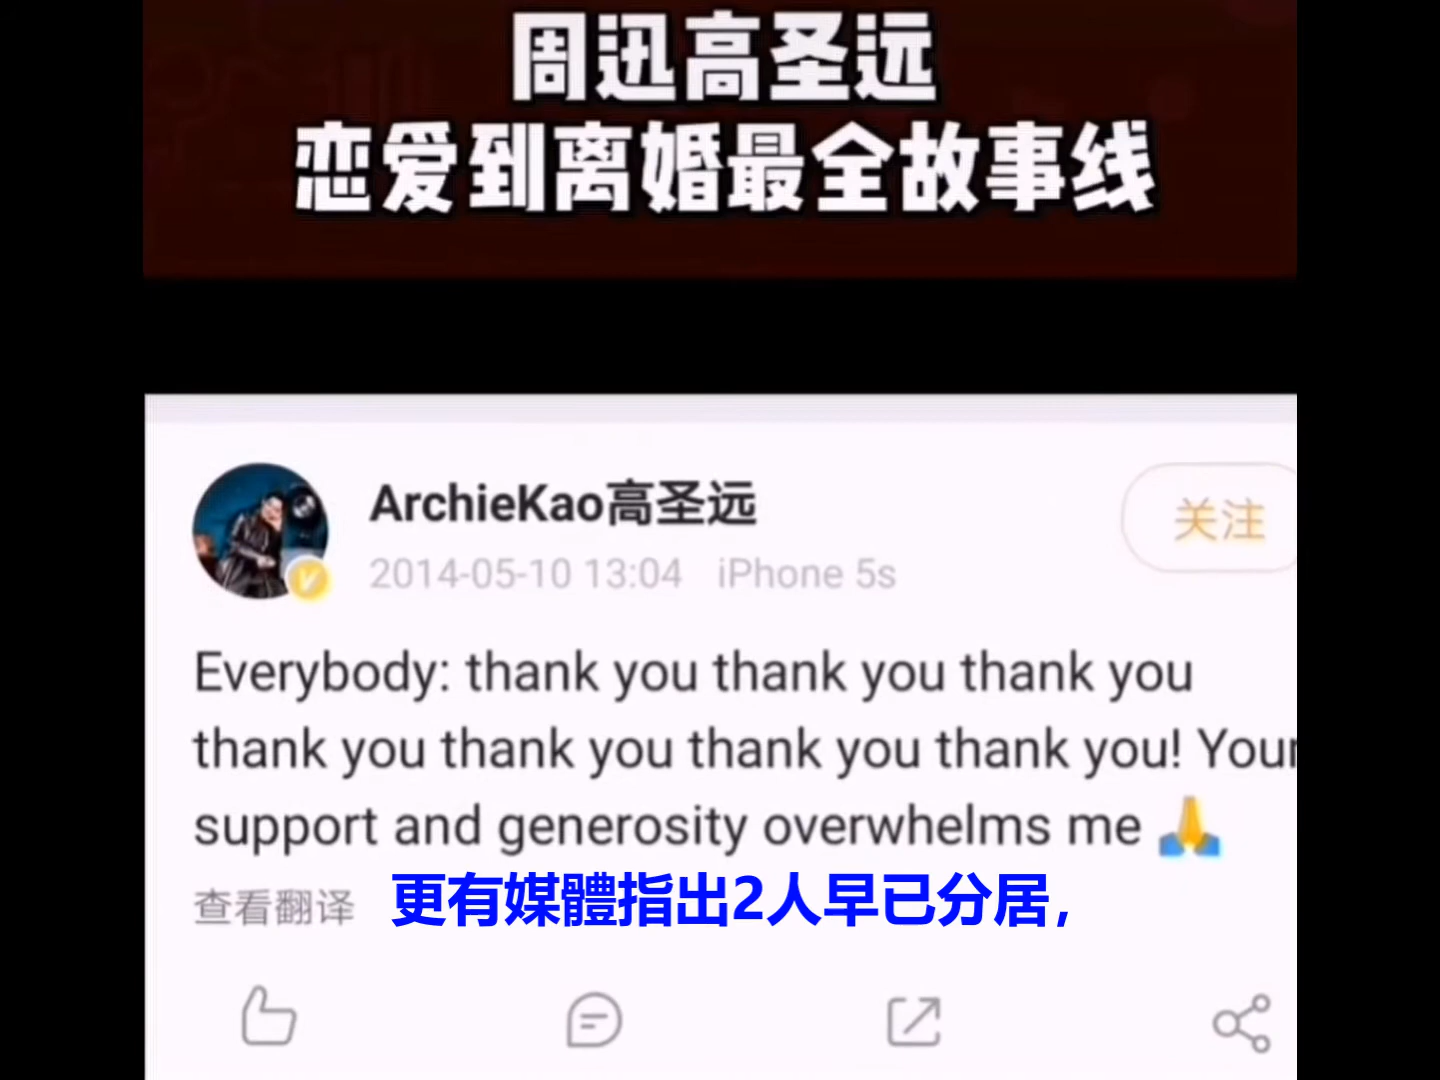 周迅高圣远
恋爱到离婚最全故事线
ArchieKao高圣远
关注
2014-05-10 13:04 iPhone 5s
Everybody: thank you thank you thank you
thank you thank you thank you thank you! Your
support and generosity overwhelms me 🙏
查看翻译
更有媒體指出2人早已分居，